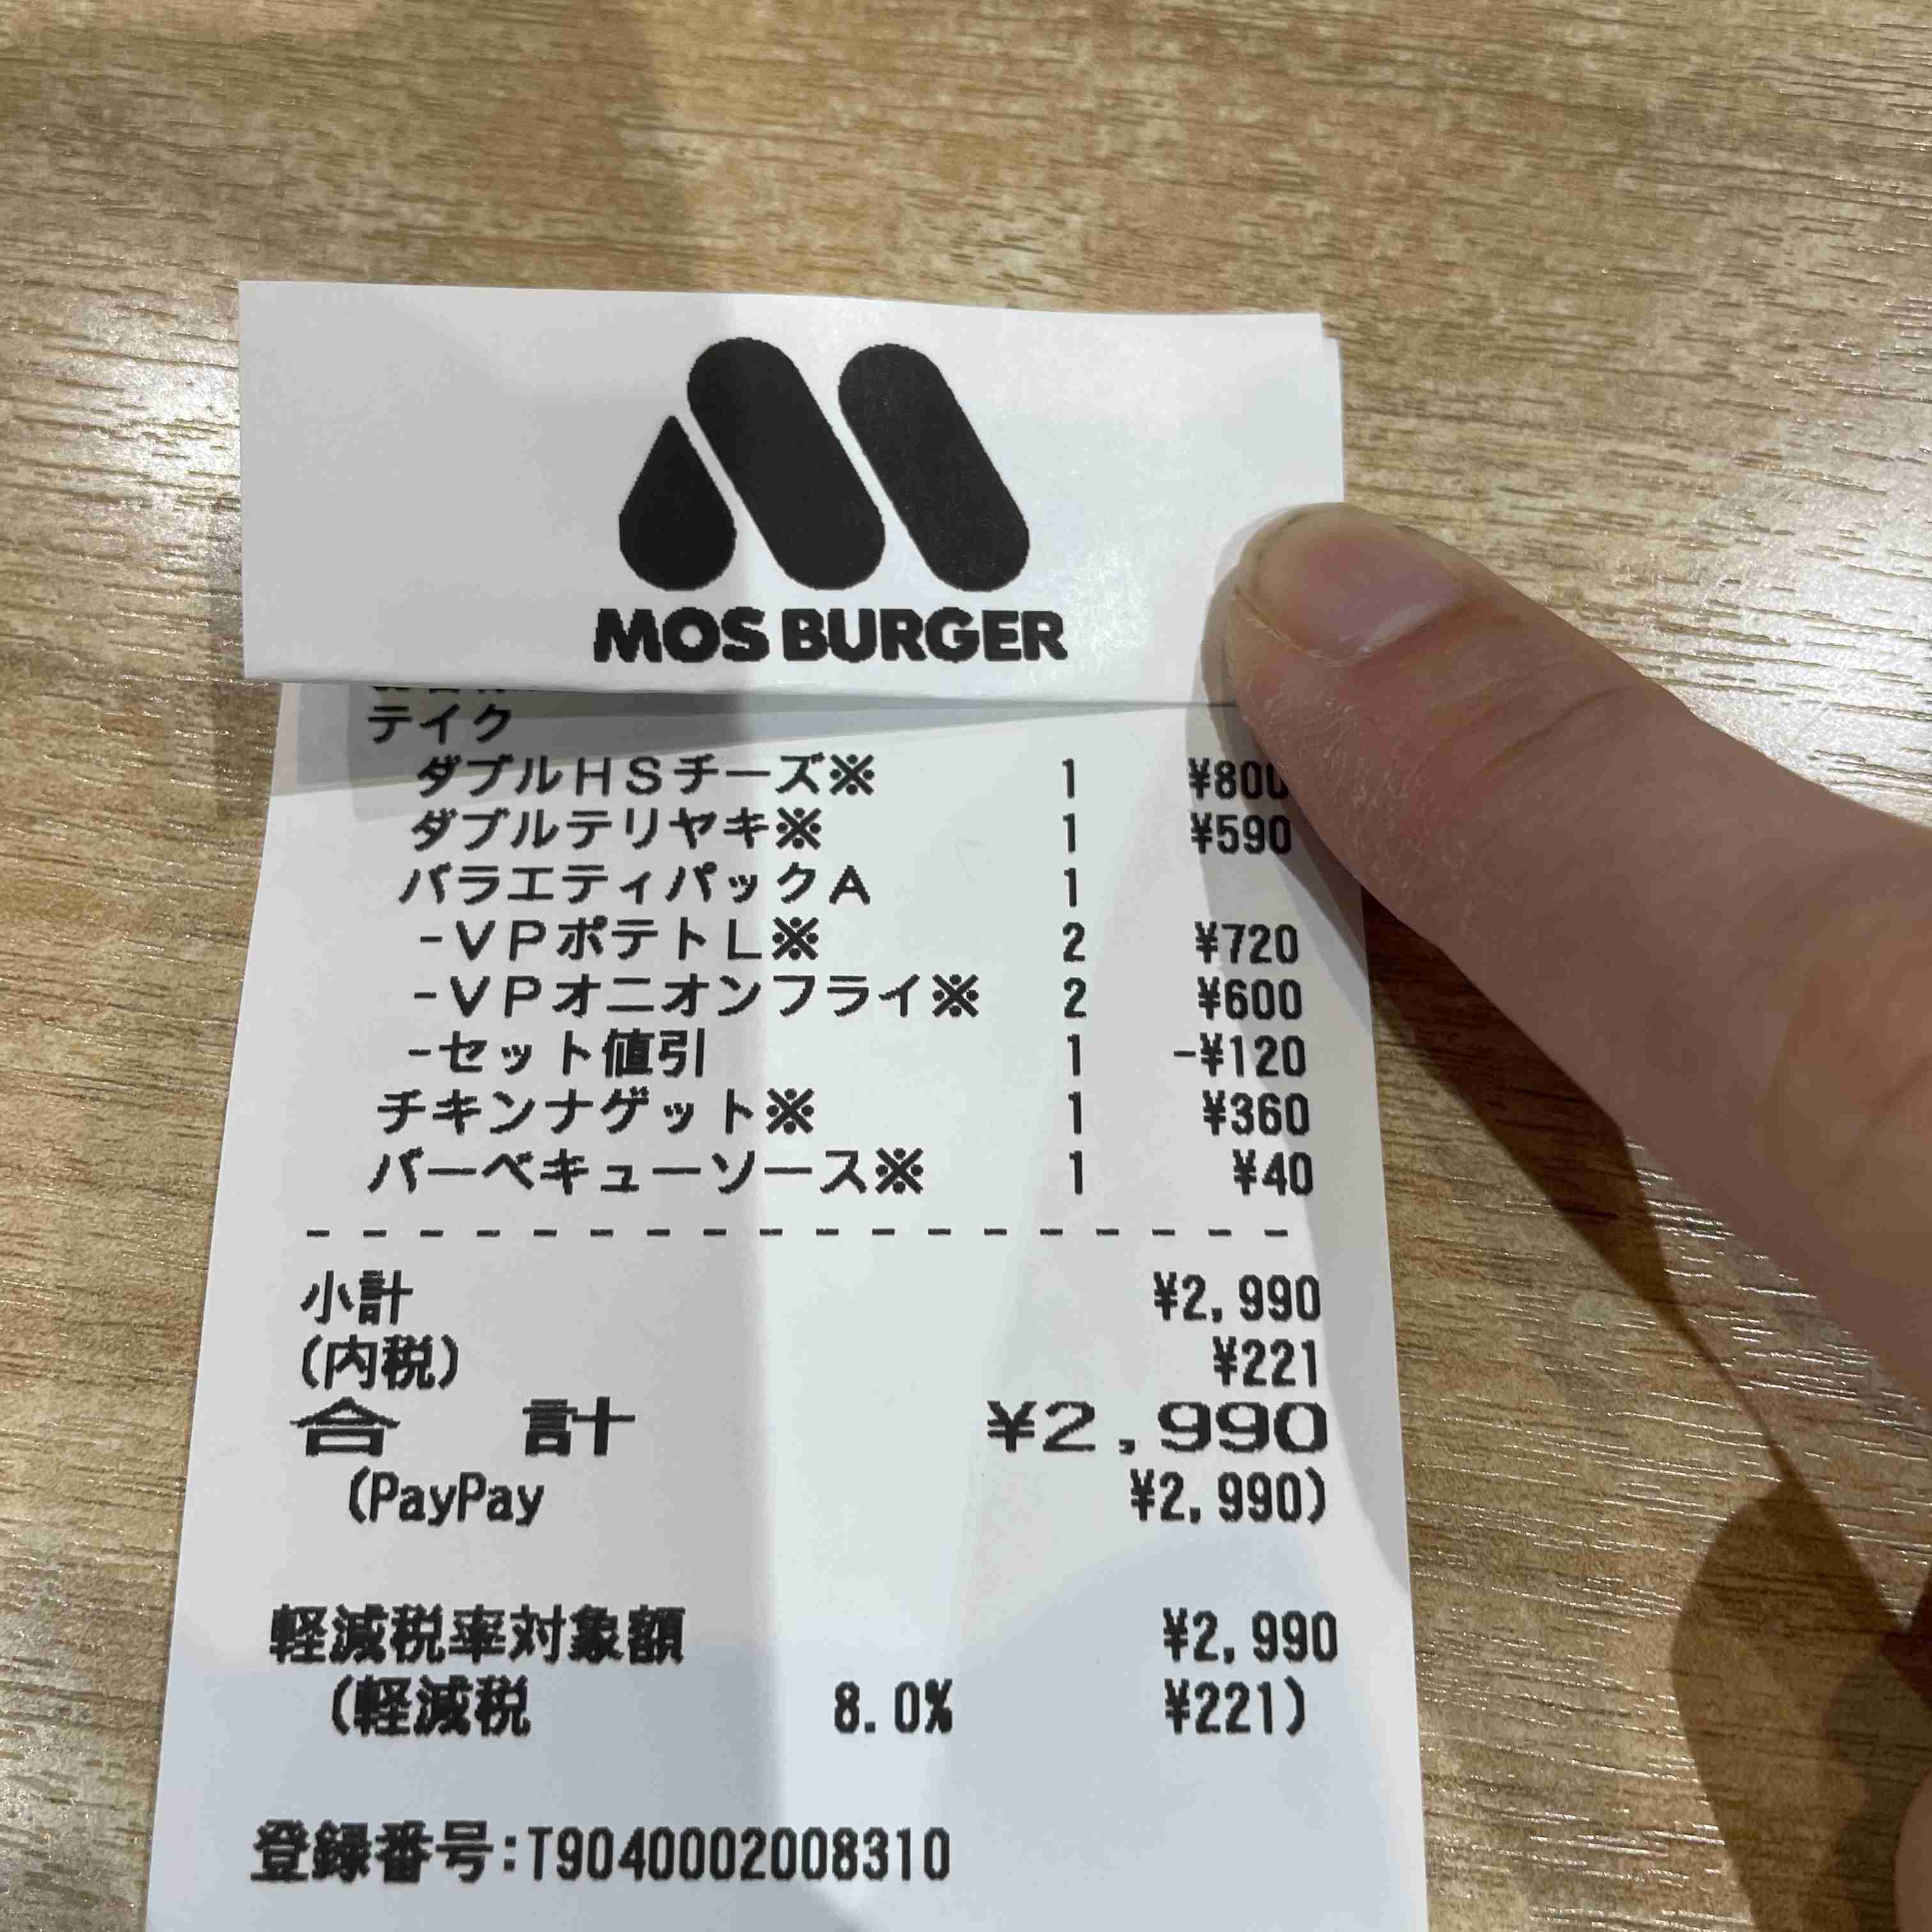 MOS BURGER
テイク
ダブルHSチーズ※ 1 ¥800
ダブルテリヤキ※ 1 ¥590
バラエティパックA 1
-VPポテトL※ 2 ¥720
-VPオニオンフライ※ 2 ¥600
-セット値引 1 -¥120
チキンナゲット※ 1 ¥360
バーベキューソース※ 1 ¥40
小計 ¥2,990
(内税) ¥221
合計 ¥2,990
(PayPay ¥2,990)
軽減税率対象額 ¥2,990
(軽減税 8.0% ¥221)
登録番号:T9040002008310